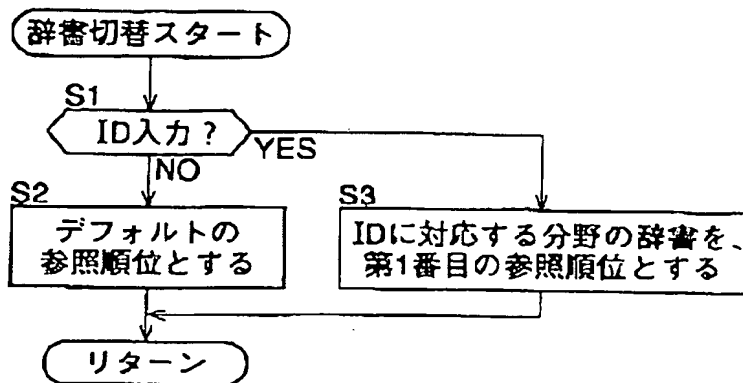 辞書切替スタート
S1
ID入力?
YES
NO
S2
デフォルトの
参照順位とする
S3
IDに対応する分野の辞書を、
第1番目の参照順位とする
リターン